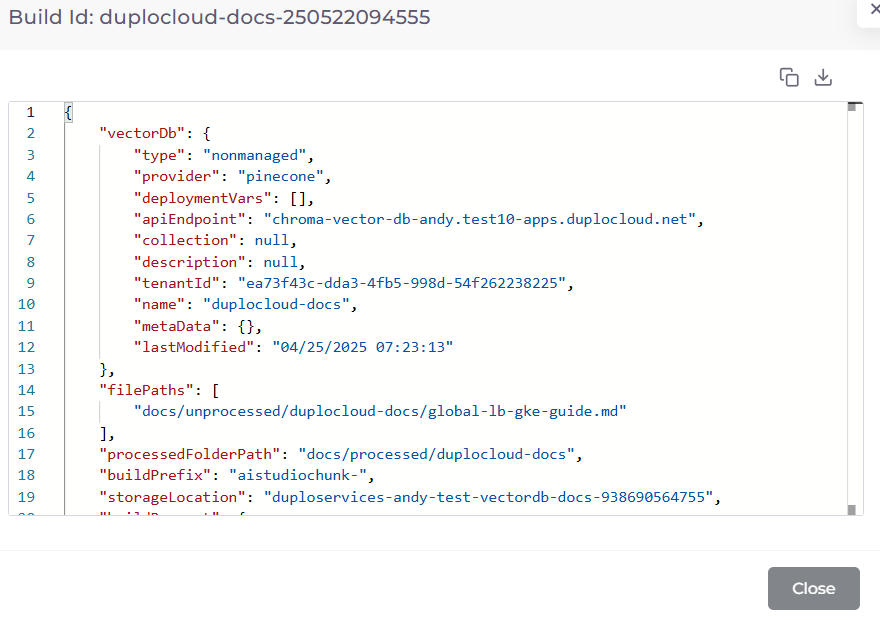 Build Id: duplocloud-docs-250522094555
1 {
2 "vectorDb": {
3 "type": "nonmanaged",
4 "provider": "pinecone",
5 "deploymentVars": [],
6 "apiEndpoint": "chroma-vector-db-andy.test10-apps.duplocloud.net",
7 "collection": null,
8 "description": null,
9 "tenantId": "ea73f43c-dda3-4fb5-998d-54f262238225",
10 "name": "duplocloud-docs",
11 "metaData": {},
12 "lastModified": "04/25/2025 07:23:13"
13 },
14 "filePaths": [
15 "docs/unprocessed/duplocloud-docs/global-lb-gke-guide.md"
16 ],
17 "processedFolderPath": "docs/processed/duplocloud-docs",
18 "buildPrefix": "aistudiochunk-",
19 "storageLocation": "duploservices-andy-test-vectordb-docs-938690564755",
Close